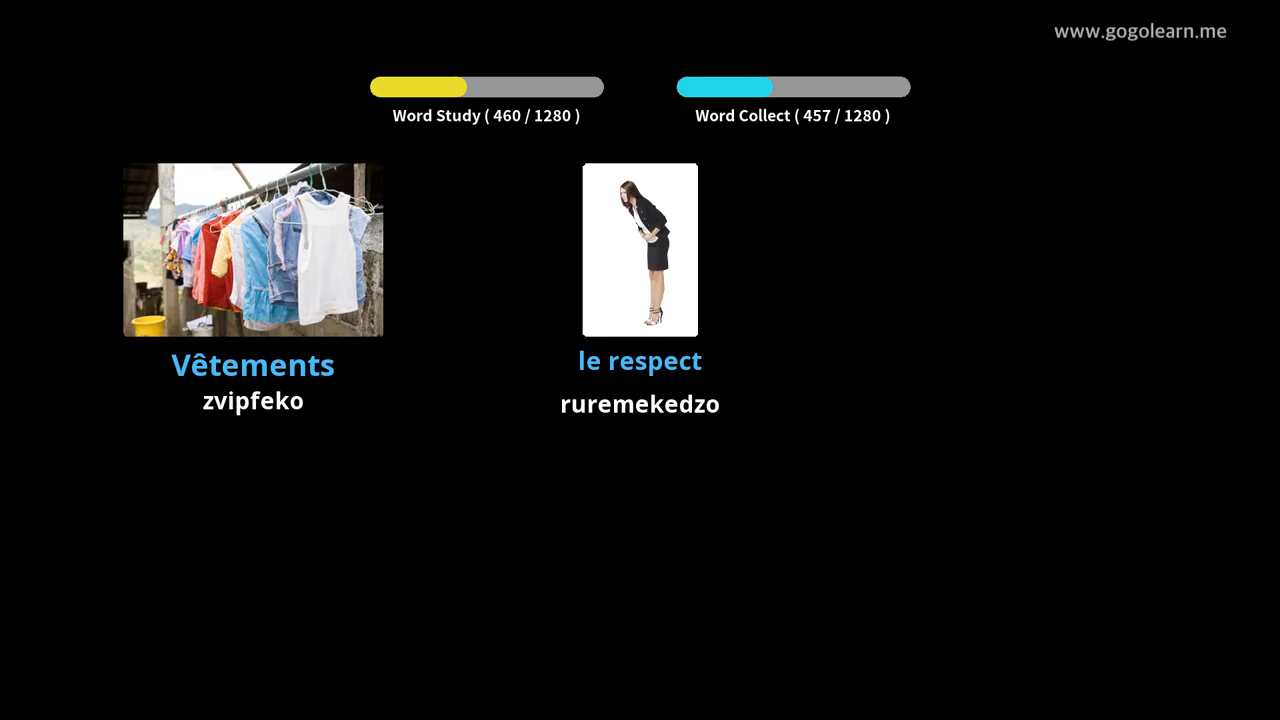 www.gogolearn.me
Word Study ( 460 / 1280 )
Word Collect ( 457 / 1280 )
Vêtements
zvipfeko
le respect
ruremekedzo